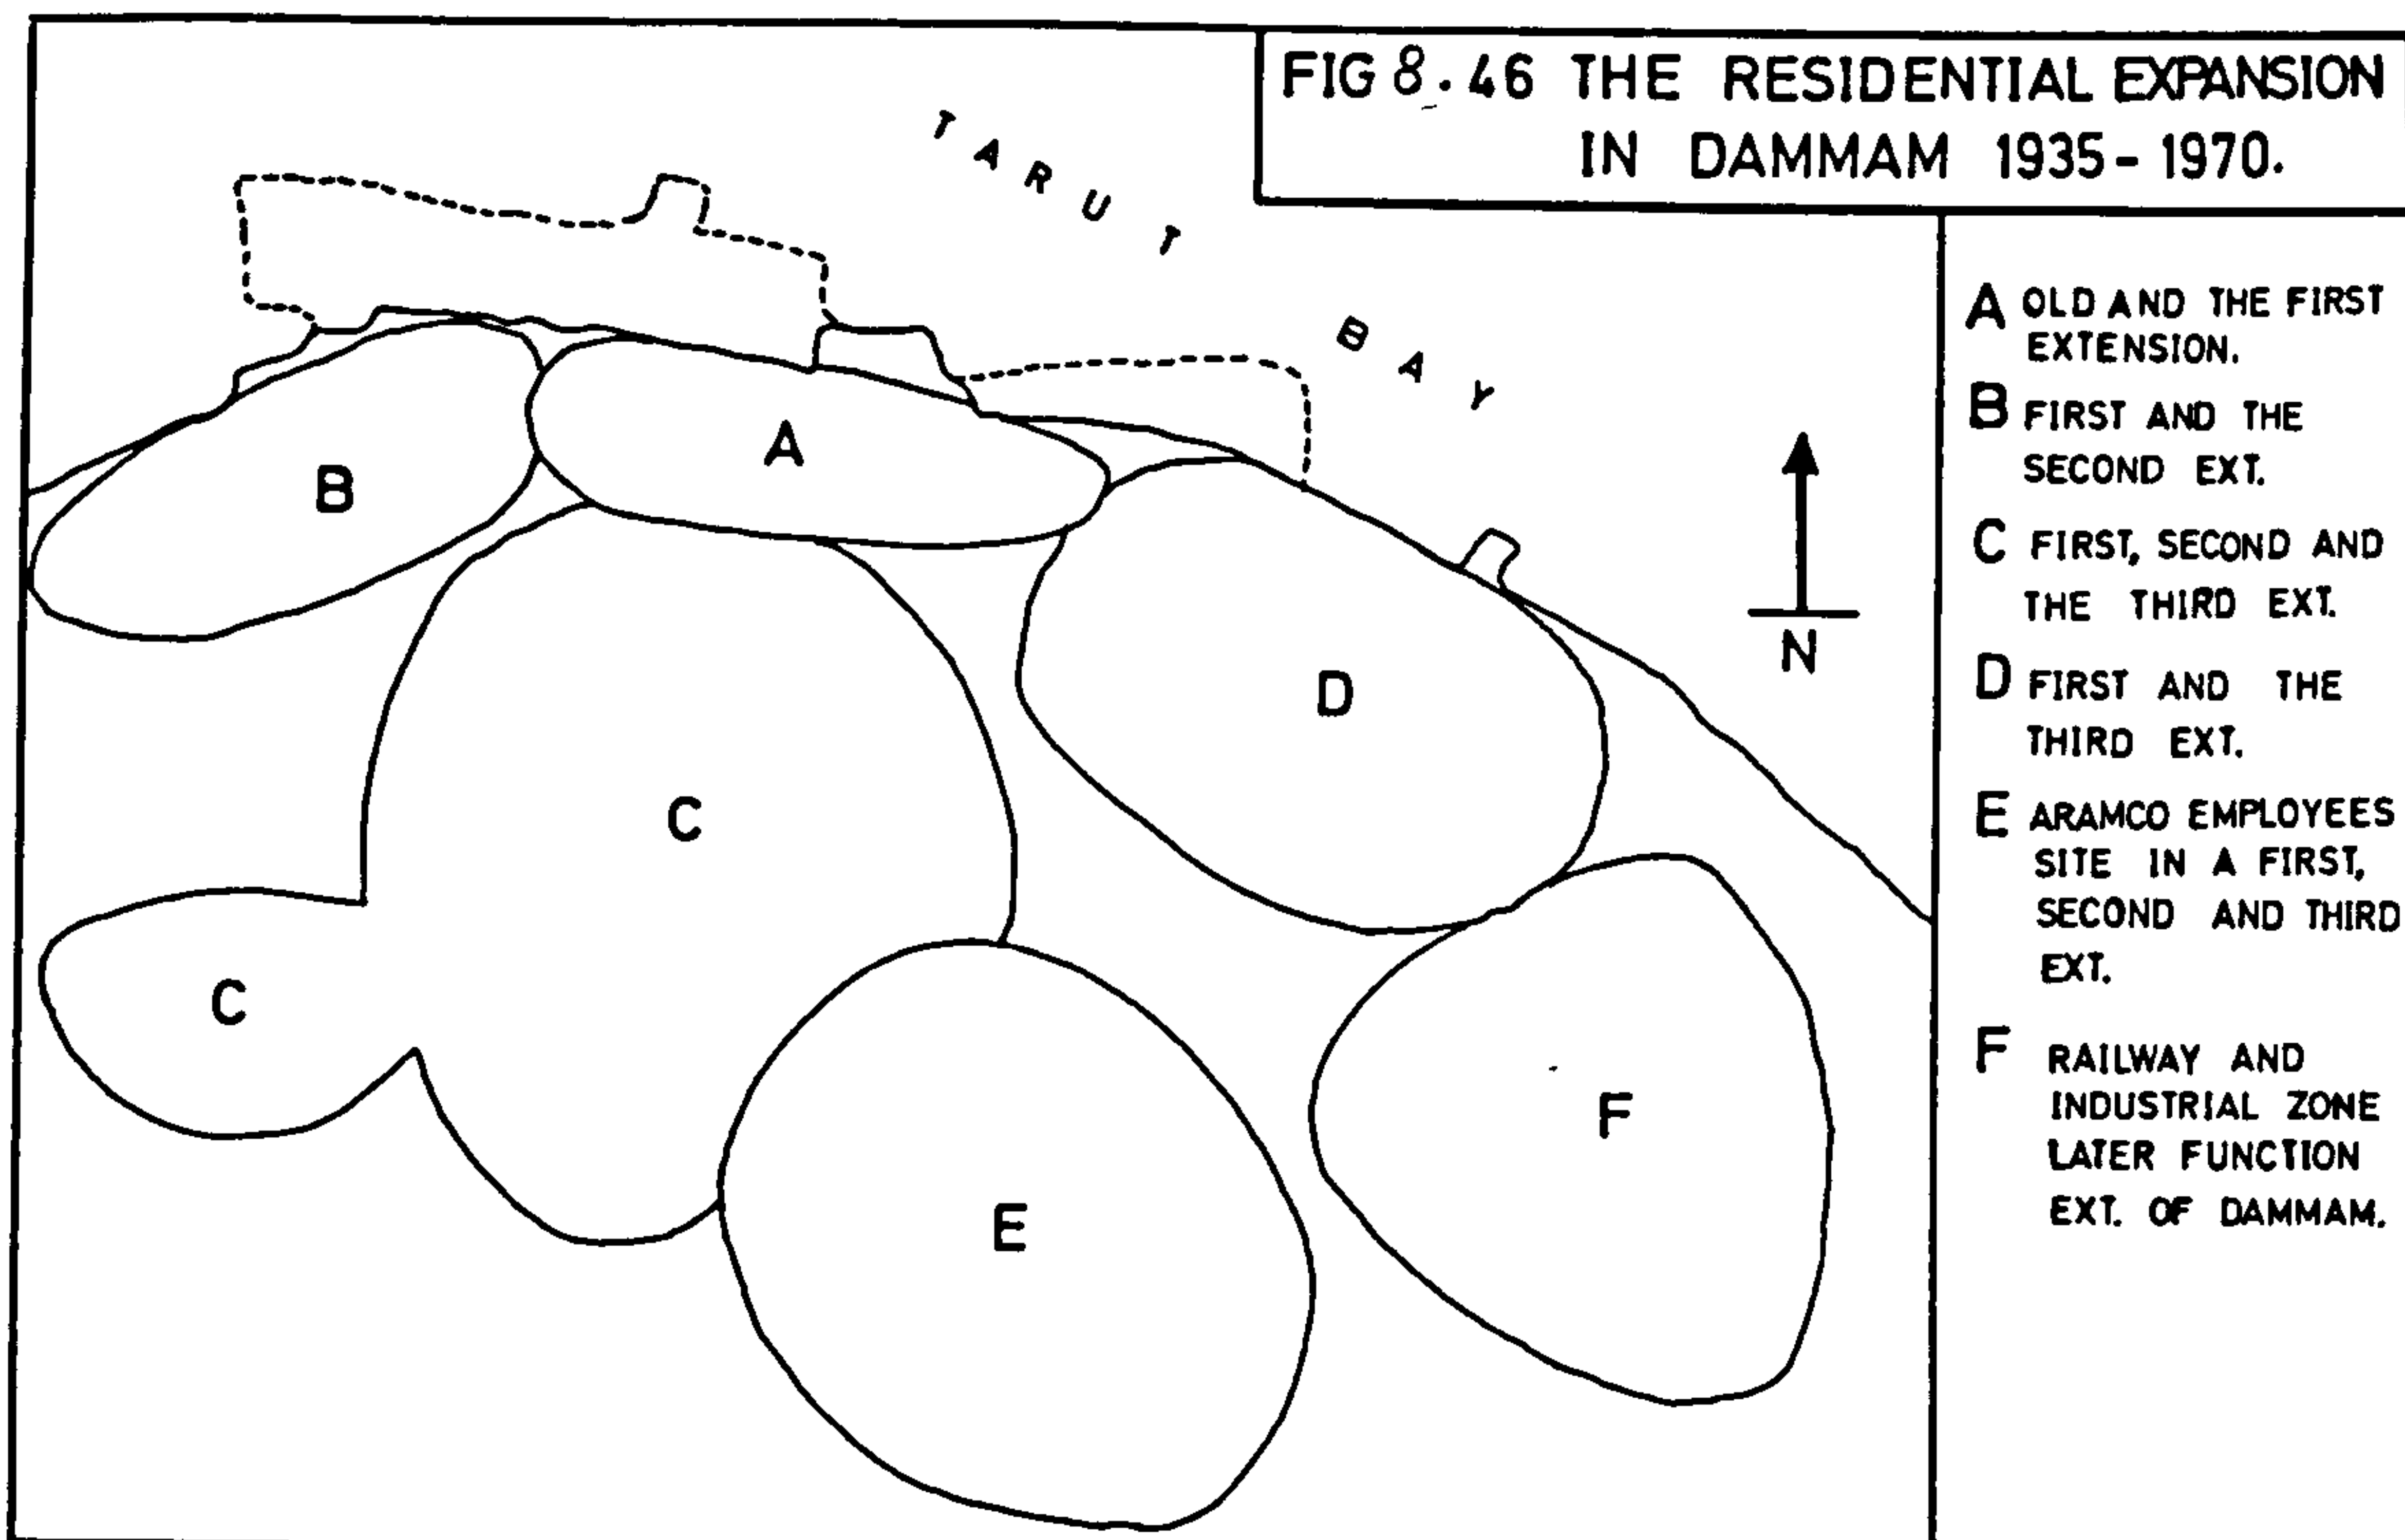 FIG 8.46 THE RESIDENTIAL EXPANSION
IN DAMMAM 1935-1970.
TARUT BAY
A OLD AND THE FIRST
EXTENSION.
B FIRST AND THE
SECOND EXT.
C FIRST, SECOND AND
THE THIRD EXT.
D FIRST AND THE
THIRD EXT.
E ARAMCO EMPLOYEES
SITE IN A FIRST,
SECOND AND THIRD
EXT.
F RAILWAY AND
INDUSTRIAL ZONE
LATER FUNCTION
EXT. OF DAMMAM.
N
A
B
C
D
C
E
F